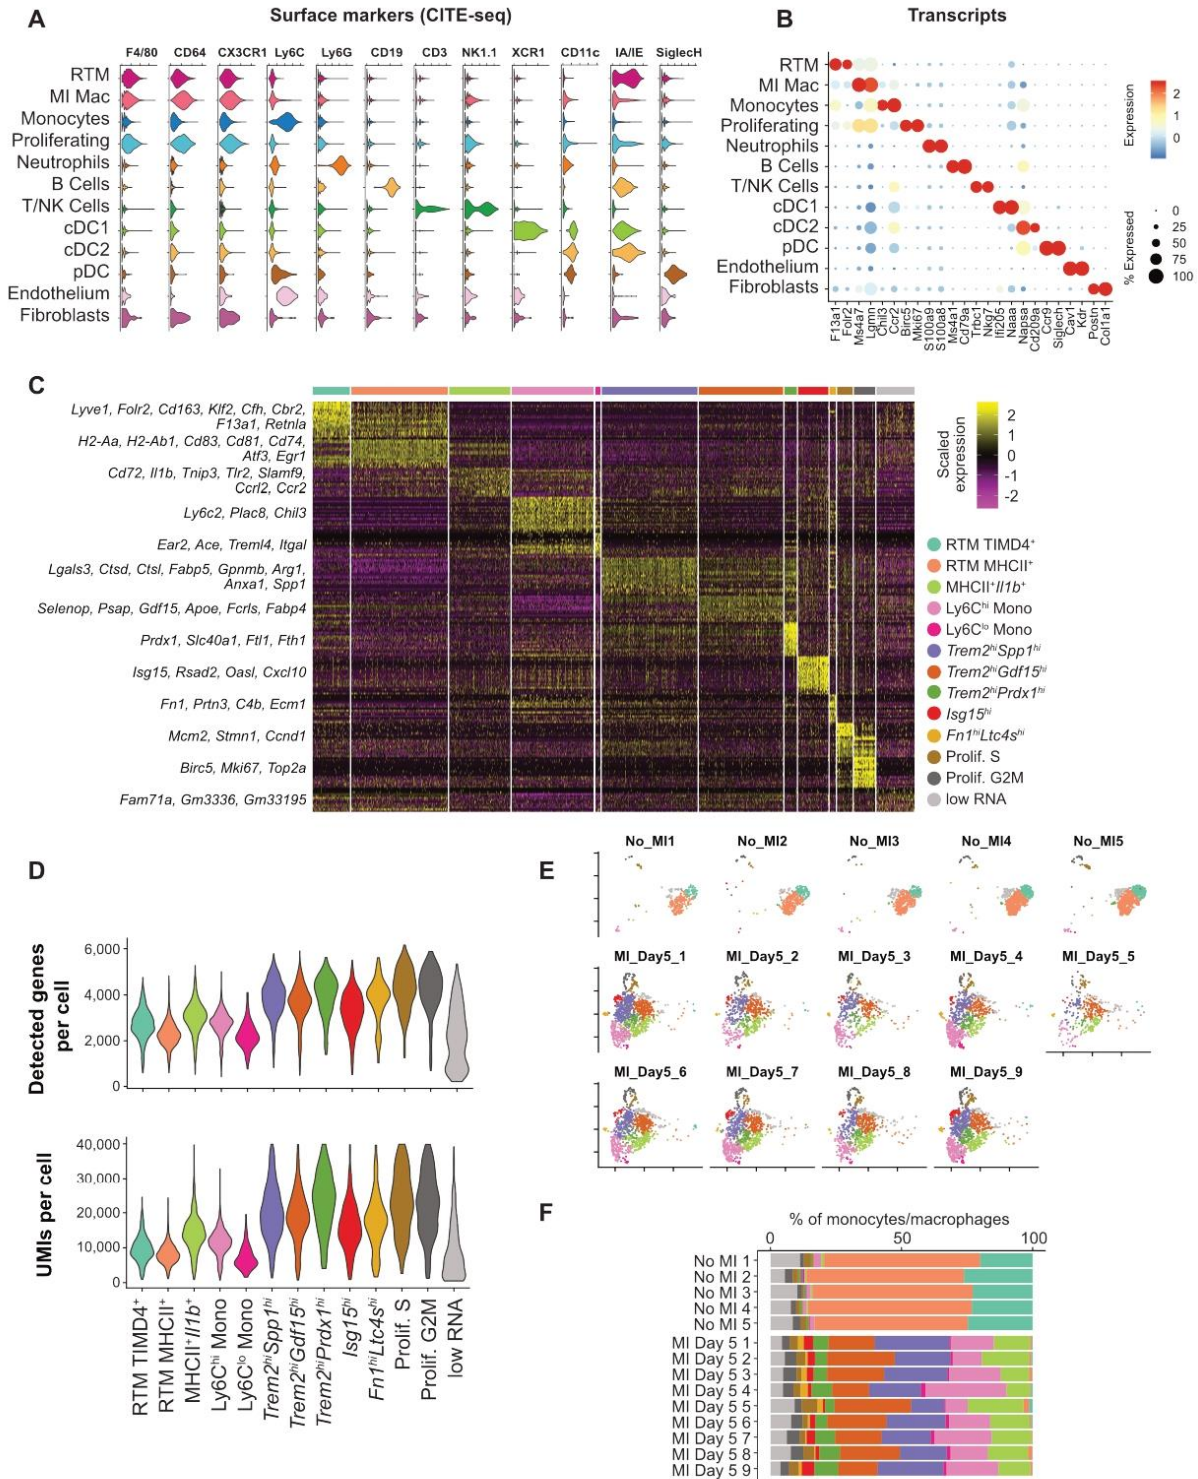 A
Surface markers (CITE-seq)
F4/80 CD64 CX3CR1 Ly6C Ly6G CD19 CD3 NK1.1 XCR1 CD11c IA/IE SiglecH
RTM
MI Mac
Monocytes
Proliferating
Neutrophils
B Cells
T/NK Cells
cDC1
cDC2
pDC
Endothelium
Fibroblasts
B
Transcripts
RTM
MI Mac
Monocytes
Proliferating
Neutrophils
B Cells
T/NK Cells
cDC1
cDC2
pDC
Endothelium
Fibroblasts
F13a1
Folr2
Ms4a7
Lgmn
Chil3
Ccr2
Birc5
Mki67
S100a9
S100a8
Ms4a1
Cd79a
Trbc1
Nkg7
Ifi205
Naaa
Napsa
Cd209a
Ccr9
Siglech
Cav1
Kdr
Postn
Col1a1
Expression
2
1
0
% Expressed
0
25
50
75
100
C
Lyve1, Folr2, Cd163, Klf2, Cfh, Cbr2,
F13a1, Retnla
H2-Aa, H2-Ab1, Cd83, Cd81, Cd74,
Atf3, Egr1
Cd72, Il1b, Tnip3, Tlr2, Slamf9,
Ccrl2, Ccr2
Ly6c2, Plac8, Chil3
Ear2, Ace, Treml4, Itgal
Lgals3, Ctsd, Ctsl, Fabp5, Gpnmb, Arg1,
Anxa1, Spp1
Selenop, Psap, Gdf15, Apoe, Fcrls, Fabp4
Prdx1, Slc40a1, Ftl1, Fth1
Isg15, Rsad2, Oasl, Cxcl10
Fn1, Prtn3, C4b, Ecm1
Mcm2, Stmn1, Ccnd1
Birc5, Mki67, Top2a
Fam71a, Gm3336, Gm33195
Scaled
expression
2
1
0
-1
-2
RTM TIMD4⁺
RTM MHCII⁺
MHCII⁺Il1b⁺
Ly6Cʰⁱ Mono
Ly6Cˡᵒ Mono
Trem2ʰⁱSpp1ʰⁱ
Trem2ʰⁱGdf15ʰⁱ
Trem2ʰⁱPrdx1ʰⁱ
Isg15ʰⁱ
Fn1ʰⁱLtc4sʰⁱ
Prolif. S
Prolif. G2M
low RNA
D
Detected genes
per cell
6,000
4,000
2,000
0
UMIs per cell
40,000
30,000
20,000
10,000
0
RTM TIMD4⁺
RTM MHCII⁺
MHCII⁺Il1b⁺
Ly6Cʰⁱ Mono
Ly6Cˡᵒ Mono
Trem2ʰⁱSpp1ʰⁱ
Trem2ʰⁱGdf15ʰⁱ
Trem2ʰⁱPrdx1ʰⁱ
Isg15ʰⁱ
Fn1ʰⁱLtc4sʰⁱ
Prolif. S
Prolif. G2M
low RNA
E
No_MI1 No_MI2 No_MI3 No_MI4 No_MI5
MI_Day5_1 MI_Day5_2 MI_Day5_3 MI_Day5_4 MI_Day5_5
MI_Day5_6 MI_Day5_7 MI_Day5_8 MI_Day5_9
F
% of monocytes/macrophages
0 50 100
No MI 1
No MI 2
No MI 3
No MI 4
No MI 5
MI Day 5 1
MI Day 5 2
MI Day 5 3
MI Day 5 4
MI Day 5 5
MI Day 5 6
MI Day 5 7
MI Day 5 8
MI Day 5 9